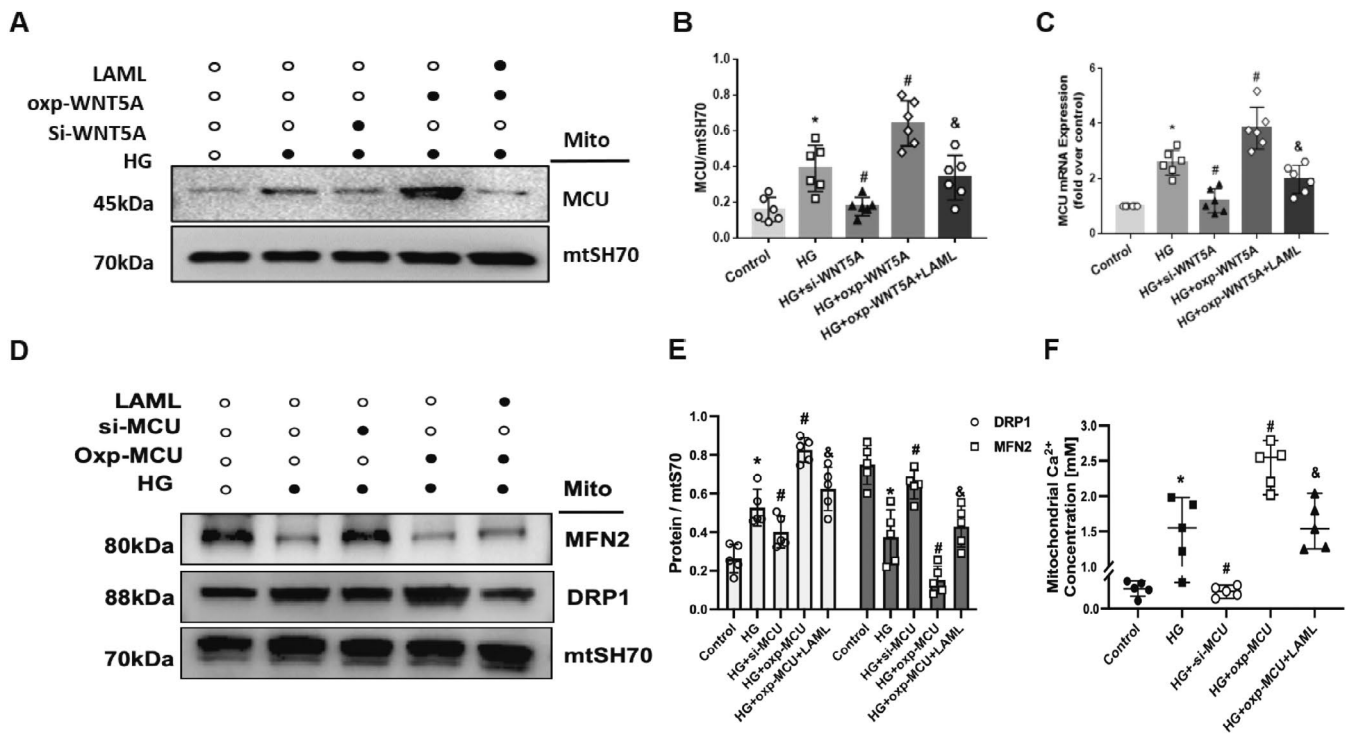 A
LAML
oxp-WNT5A
Si-WNT5A
HG
Mito
45kDa
MCU
70kDa
mtSH70
B
MCU/mtSH70
1.0
0.8
0.6
0.4
0.2
0.0
*
#
#
&
Control
HG
HG+si-WNT5A
HG+oxp-WNT5A
HG+oxp-WNT5A+LAML
C
MCU mRNA Expression
(fold over control)
6
4
2
0
*
#
#
&
Control
HG
HG+si-WNT5A
HG+oxp-WNT5A
HG+oxp-WNT5A+LAML
D
LAML
si-MCU
Oxp-MCU
HG
Mito
80kDa
MFN2
88kDa
DRP1
70kDa
mtSH70
E
Protein / mtS70
1.0
0.8
0.6
0.4
0.2
0.0
DRP1
MFN2
*
#
#
&
*
#
#
&
Control
HG
HG+si-MCU
HG+oxp-MCU
HG+oxp-MCU+LAML
Control
HG
HG+si-MCU
HG+oxp-MCU
HG+oxp-MCU+LAML
F
Mitochondrial Ca2+
Concentration [mM]
3.0
2.5
2.0
1.5
1.0
0.5
0.0
*
#
#
&
Control
HG
HG+-si-MCU
HG+oxp-MCU
HG+oxp-MCU+LAML